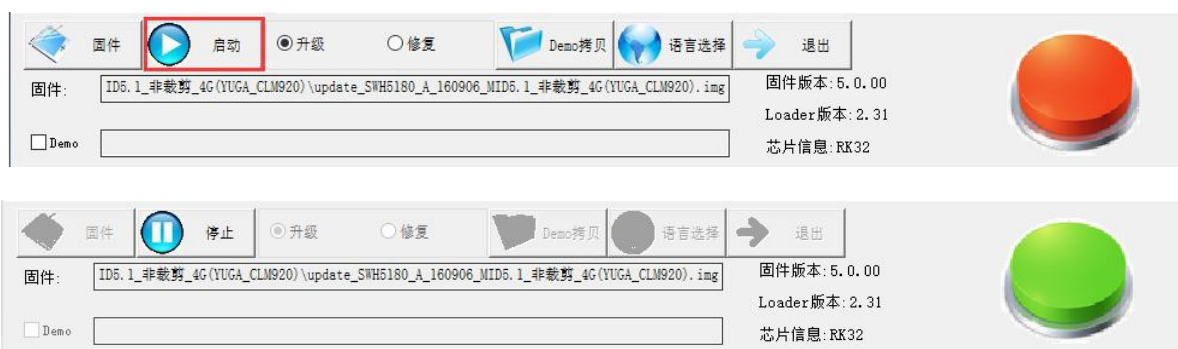 固件 启动 升级 修复 Demo拷贝 语言选择 退出
固件: ID5.1_非裁剪_4G(YUGA_CLM920)\update_SWH5180_A_160906_MID5.1_非裁剪_4G(YUGA_CLM920).img 固件版本:5.0.00
Loader版本:2.31
Demo 芯片信息:RK32
固件 停止 升级 修复 Demo拷贝 语言选择 退出
固件: ID5.1_非裁剪_4G(YUGA_CLM920)\update_SWH5180_A_160906_MID5.1_非裁剪_4G(YUGA_CLM920).img 固件版本:5.0.00
Loader版本:2.31
Demo 芯片信息:RK32